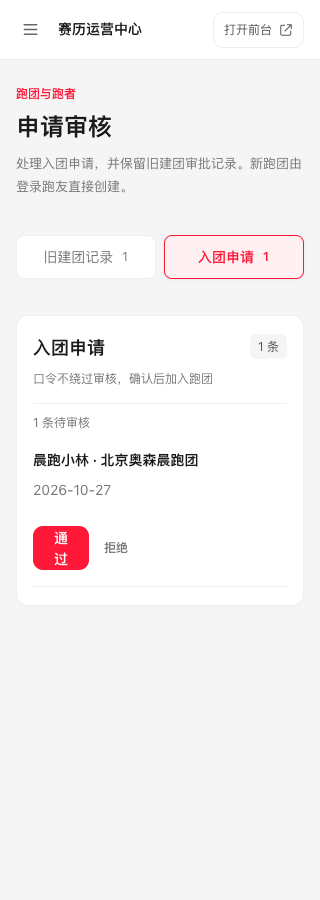 赛历运营中心
打开前台
跑团与跑者
申请审核
处理入团申请，并保留旧建团审批记录。新跑团由
登录跑友直接创建。
旧建团记录 1
入团申请 1
入团申请
1 条
口令不绕过审核，确认后加入跑团
1 条待审核
晨跑小林 · 北京奥森晨跑团
2026-10-27
通
过
拒绝